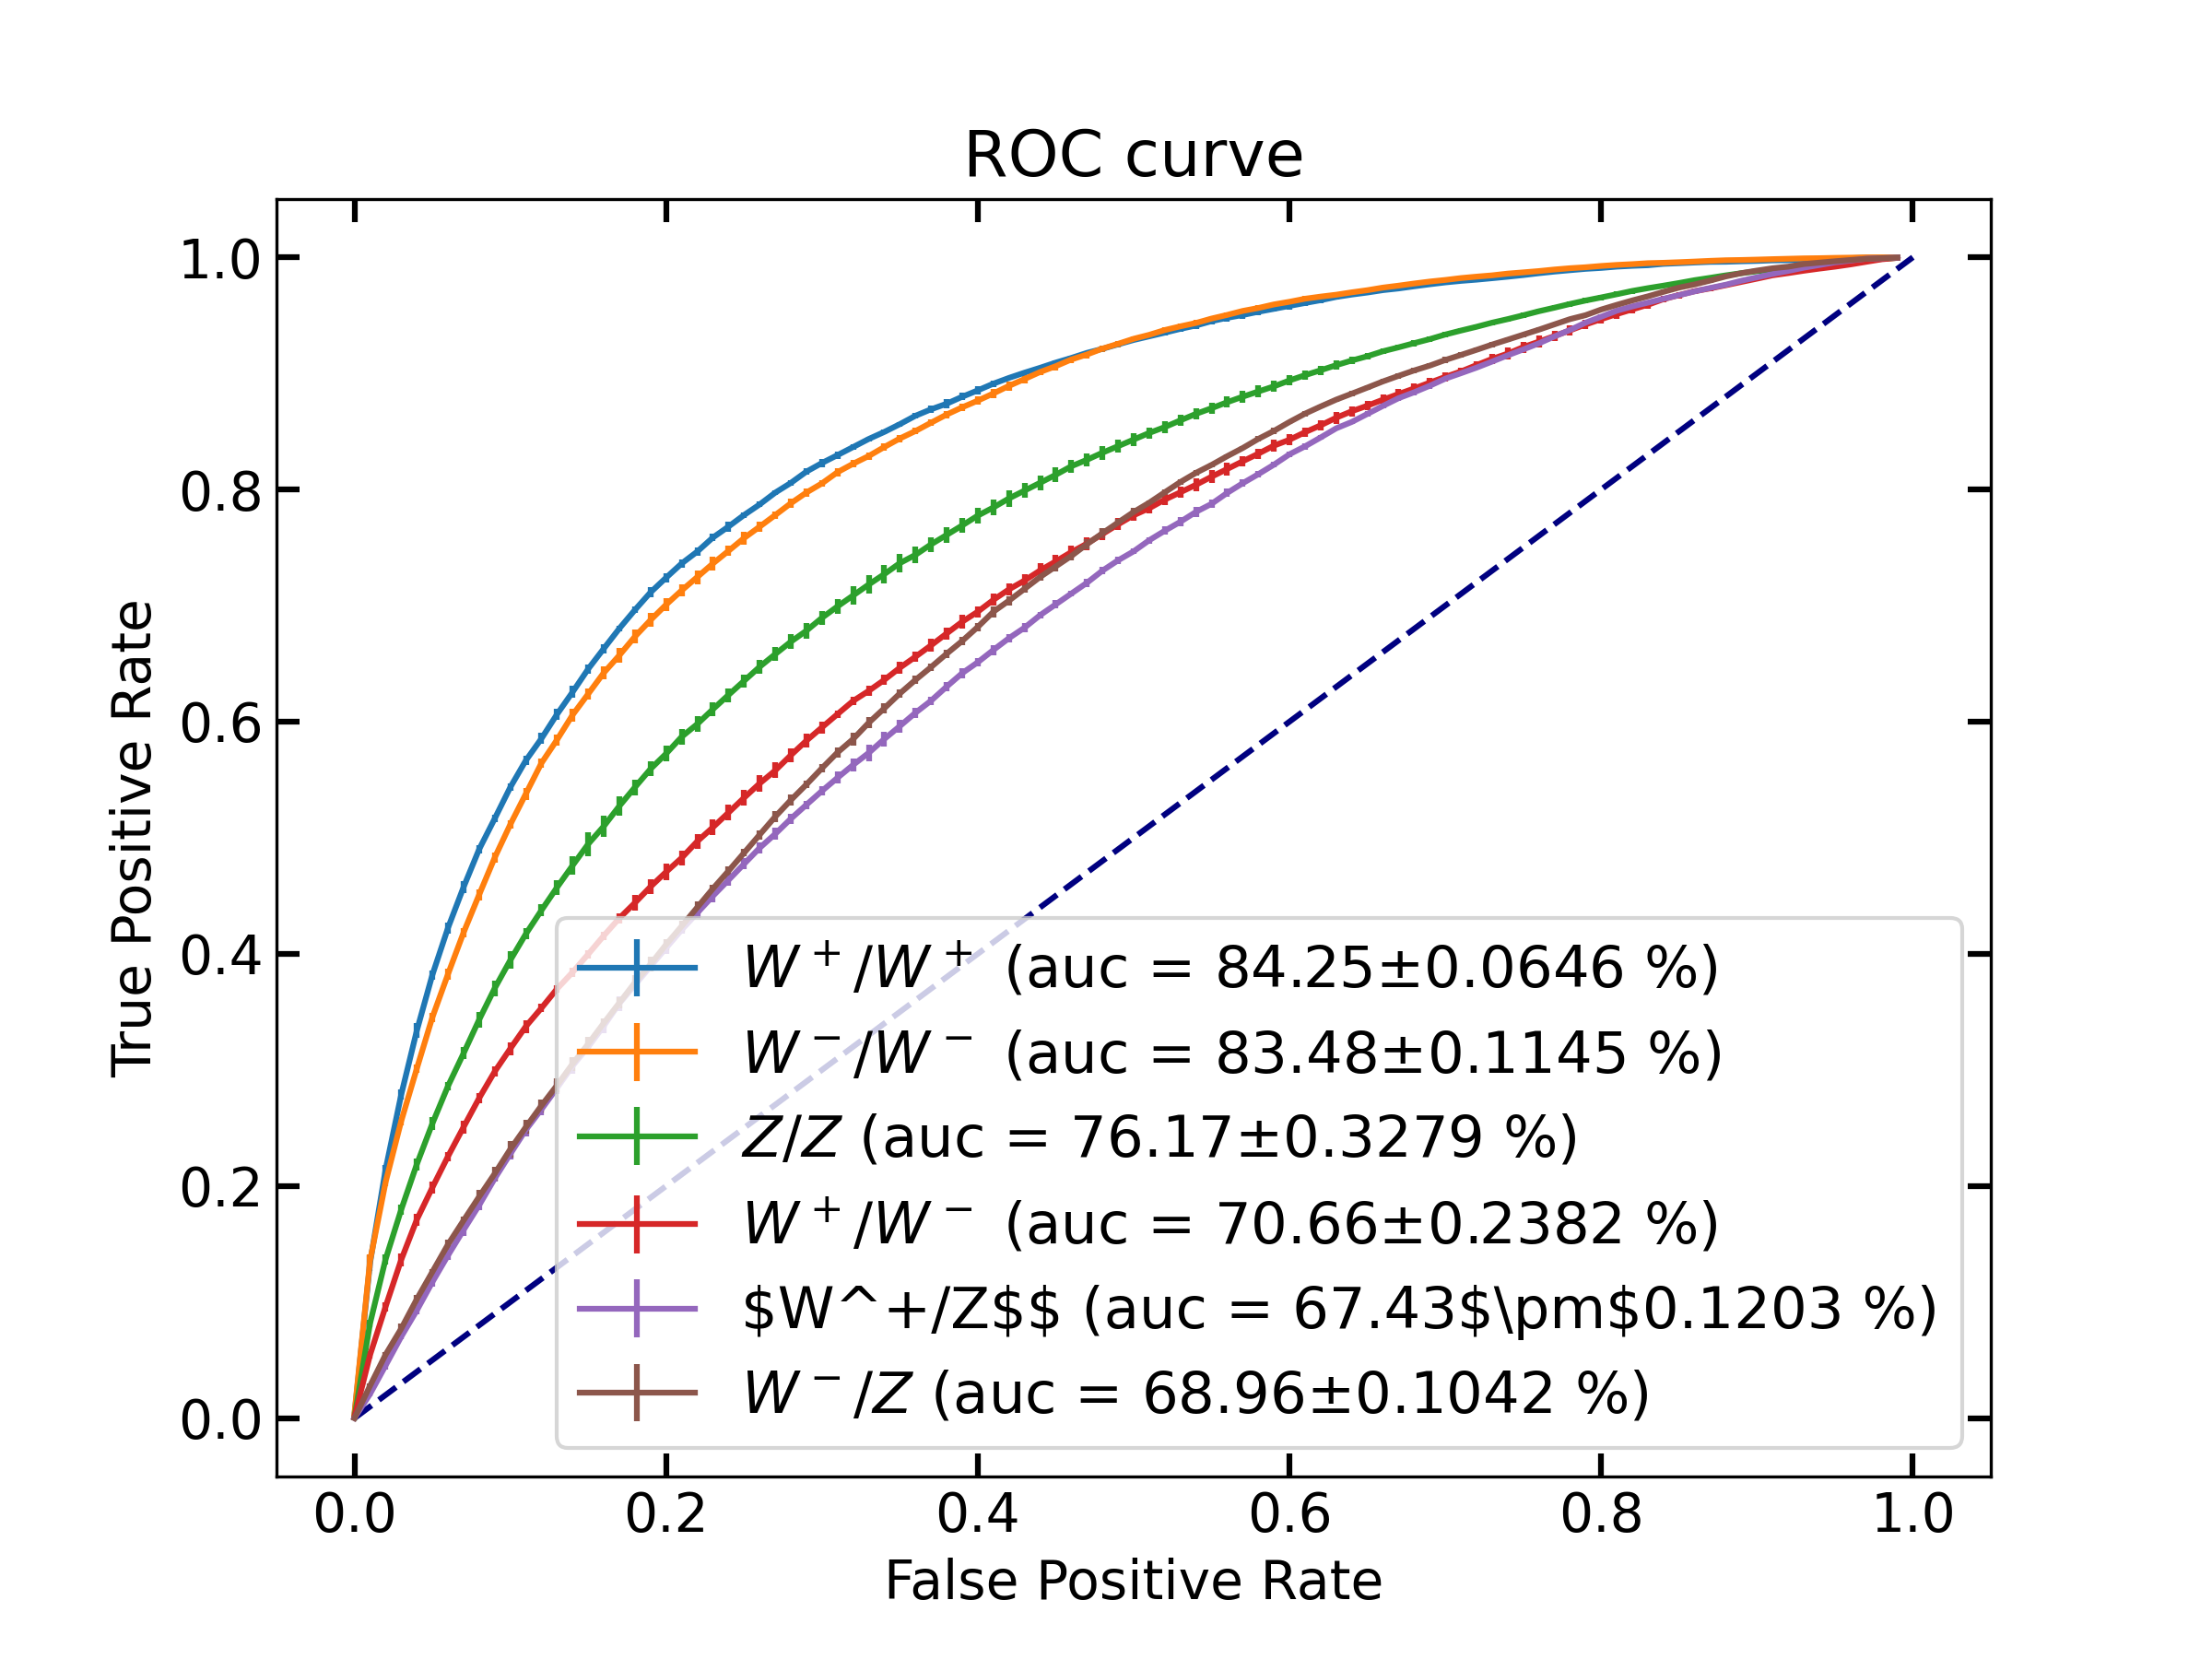 ROC curve
1.0
0.8
0.6
0.4
0.2
0.0
True Positive Rate
W⁺/W⁺ (auc = 84.25±0.0646 %)
W⁻/W⁻ (auc = 83.48±0.1145 %)
Z/Z (auc = 76.17±0.3279 %)
W⁺/W⁻ (auc = 70.66±0.2382 %)
$W^+/Z$$ (auc = 67.43$\pm$0.1203 %)
W⁻/Z (auc = 68.96±0.1042 %)
0.0 0.2 0.4 0.6 0.8 1.0
False Positive Rate